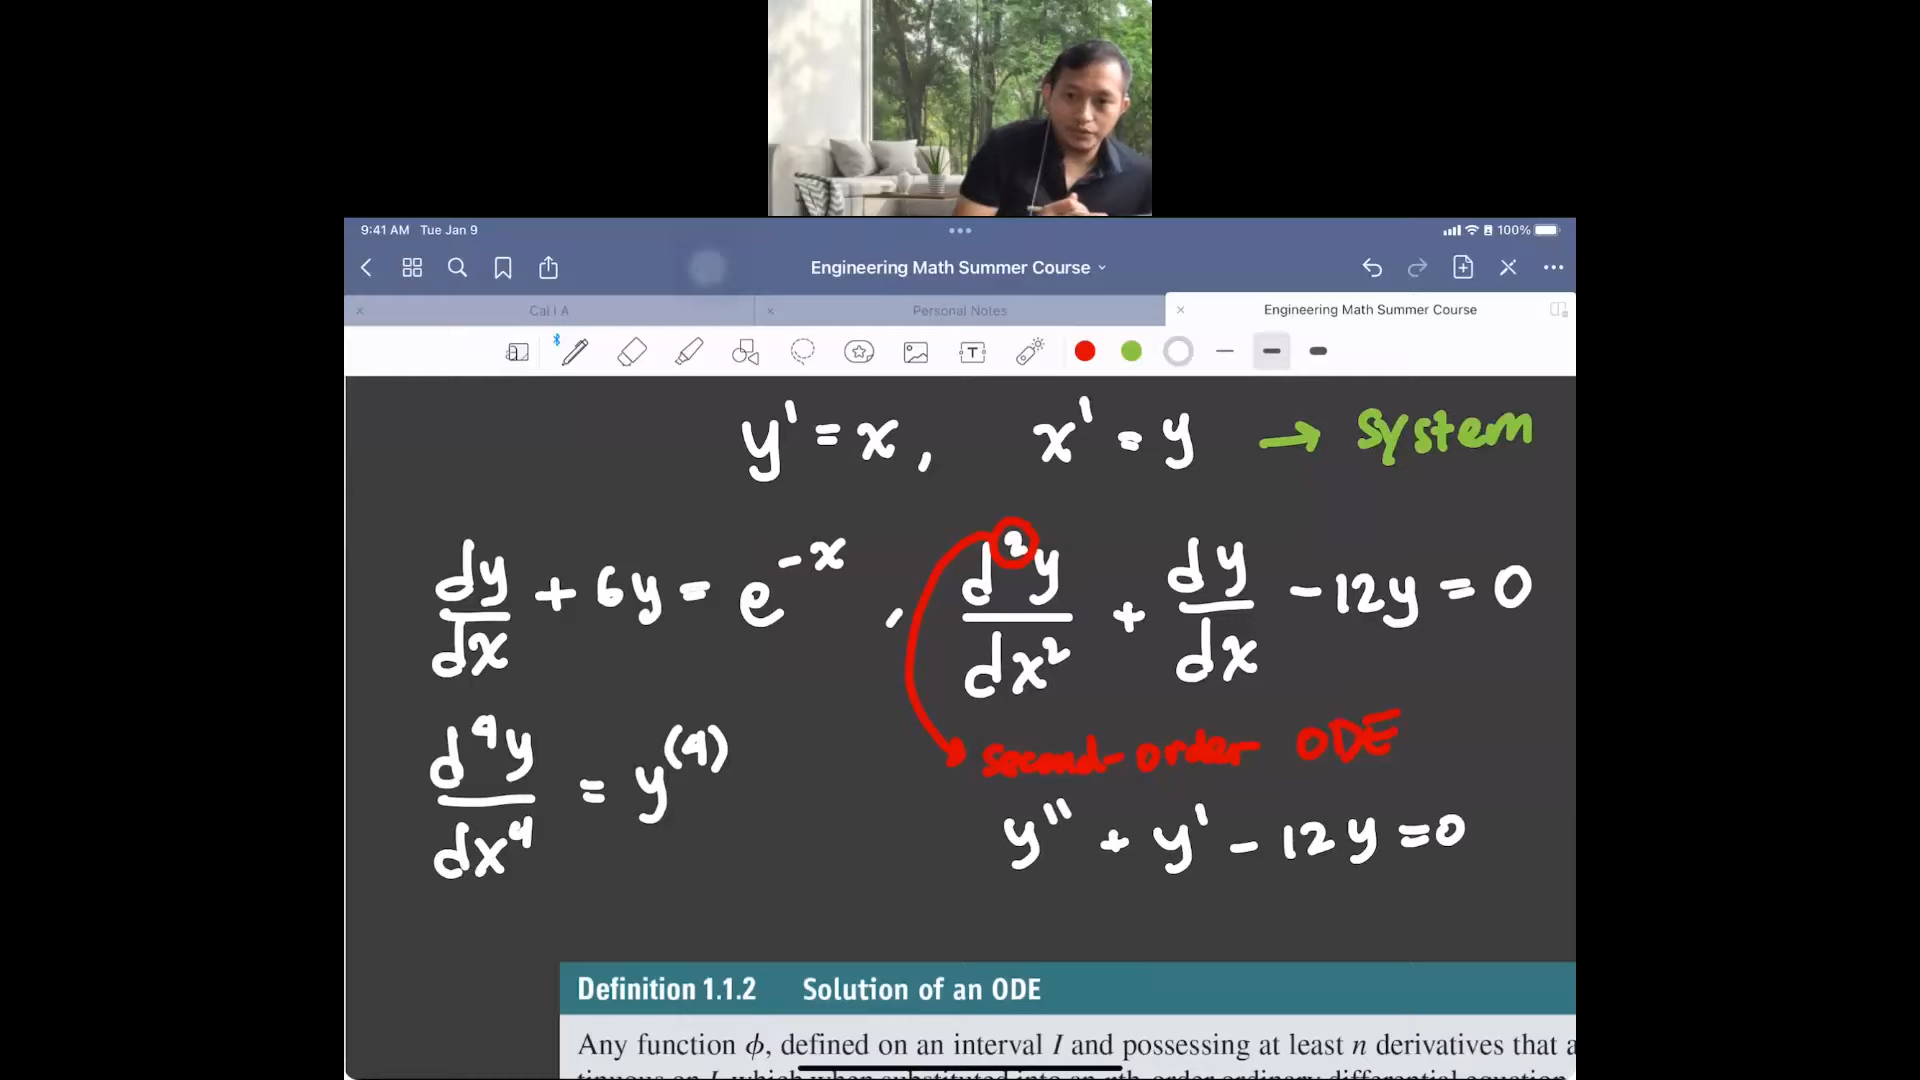 9:41 AM Tue Jan 9
100%
Engineering Math Summer Course
Cal I A
Personal Notes
Engineering Math Summer Course
y' = x, x' = y → system
dy/dx + 6y = e^{-x}, d²y/dx² + dy/dx - 12y = 0
second-order ODE
d⁴y/dx⁴ = y^{(4)}
y'' + y' - 12y = 0
Definition 1.1.2 Solution of an ODE
Any function ϕ, defined on an interval I and possessing at least n derivatives that a